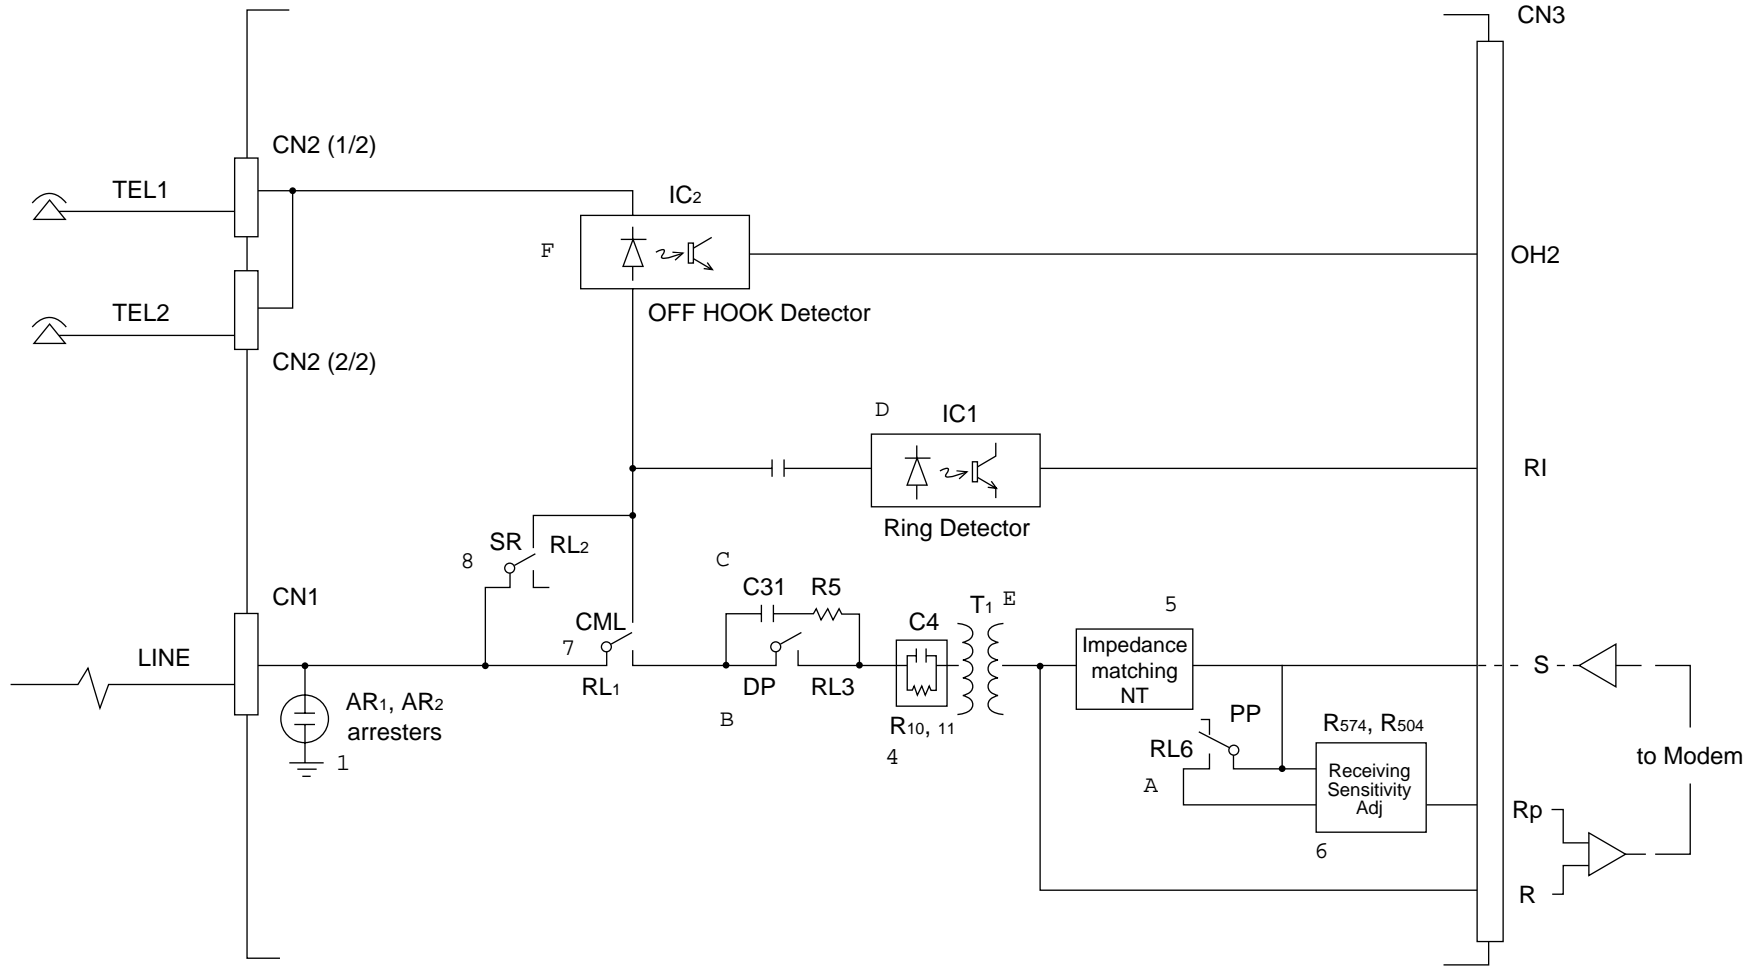 CN3
CN2 (1/2)
TEL1
IC2
F
OH2
OFF HOOK Detector
TEL2
CN2 (2/2)
D
IC1
RI
Ring Detector
SR
RL2
8
C
C31
R5
CN1
T1
E
5
CML
C4
7
Impedance
matching
NT
LINE
S
RL1
DP
RL3
B
AR1, AR2
arresters
1
R10, 11
4
PP
R574, R504
RL6
A
Receiving
Sensitivity
Adj
to Modem
Rp
6
R